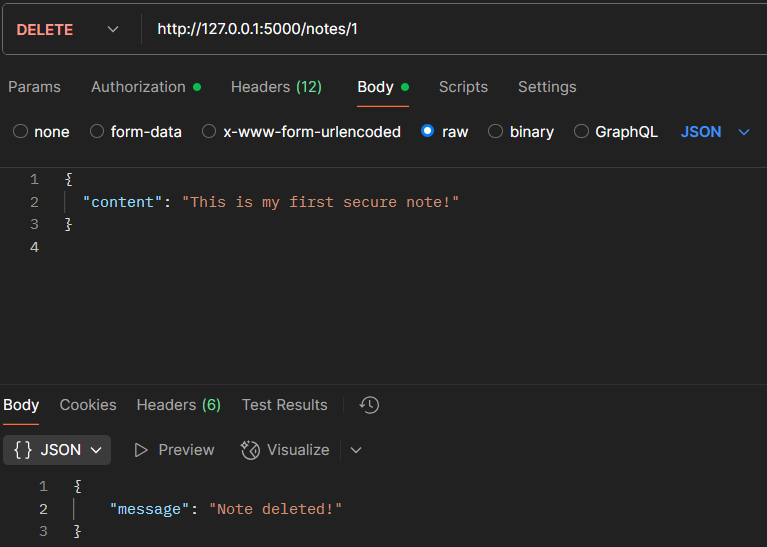 DELETE http://127.0.0.1:5000/notes/1
Params Authorization Headers (12) Body Scripts Settings
none form-data x-www-form-urlencoded raw binary GraphQL JSON
1 {
2 "content": "This is my first secure note!"
3 }
4
Body Cookies Headers (6) Test Results
{} JSON Preview Visualize
1 {
2 "message": "Note deleted!"
3 }